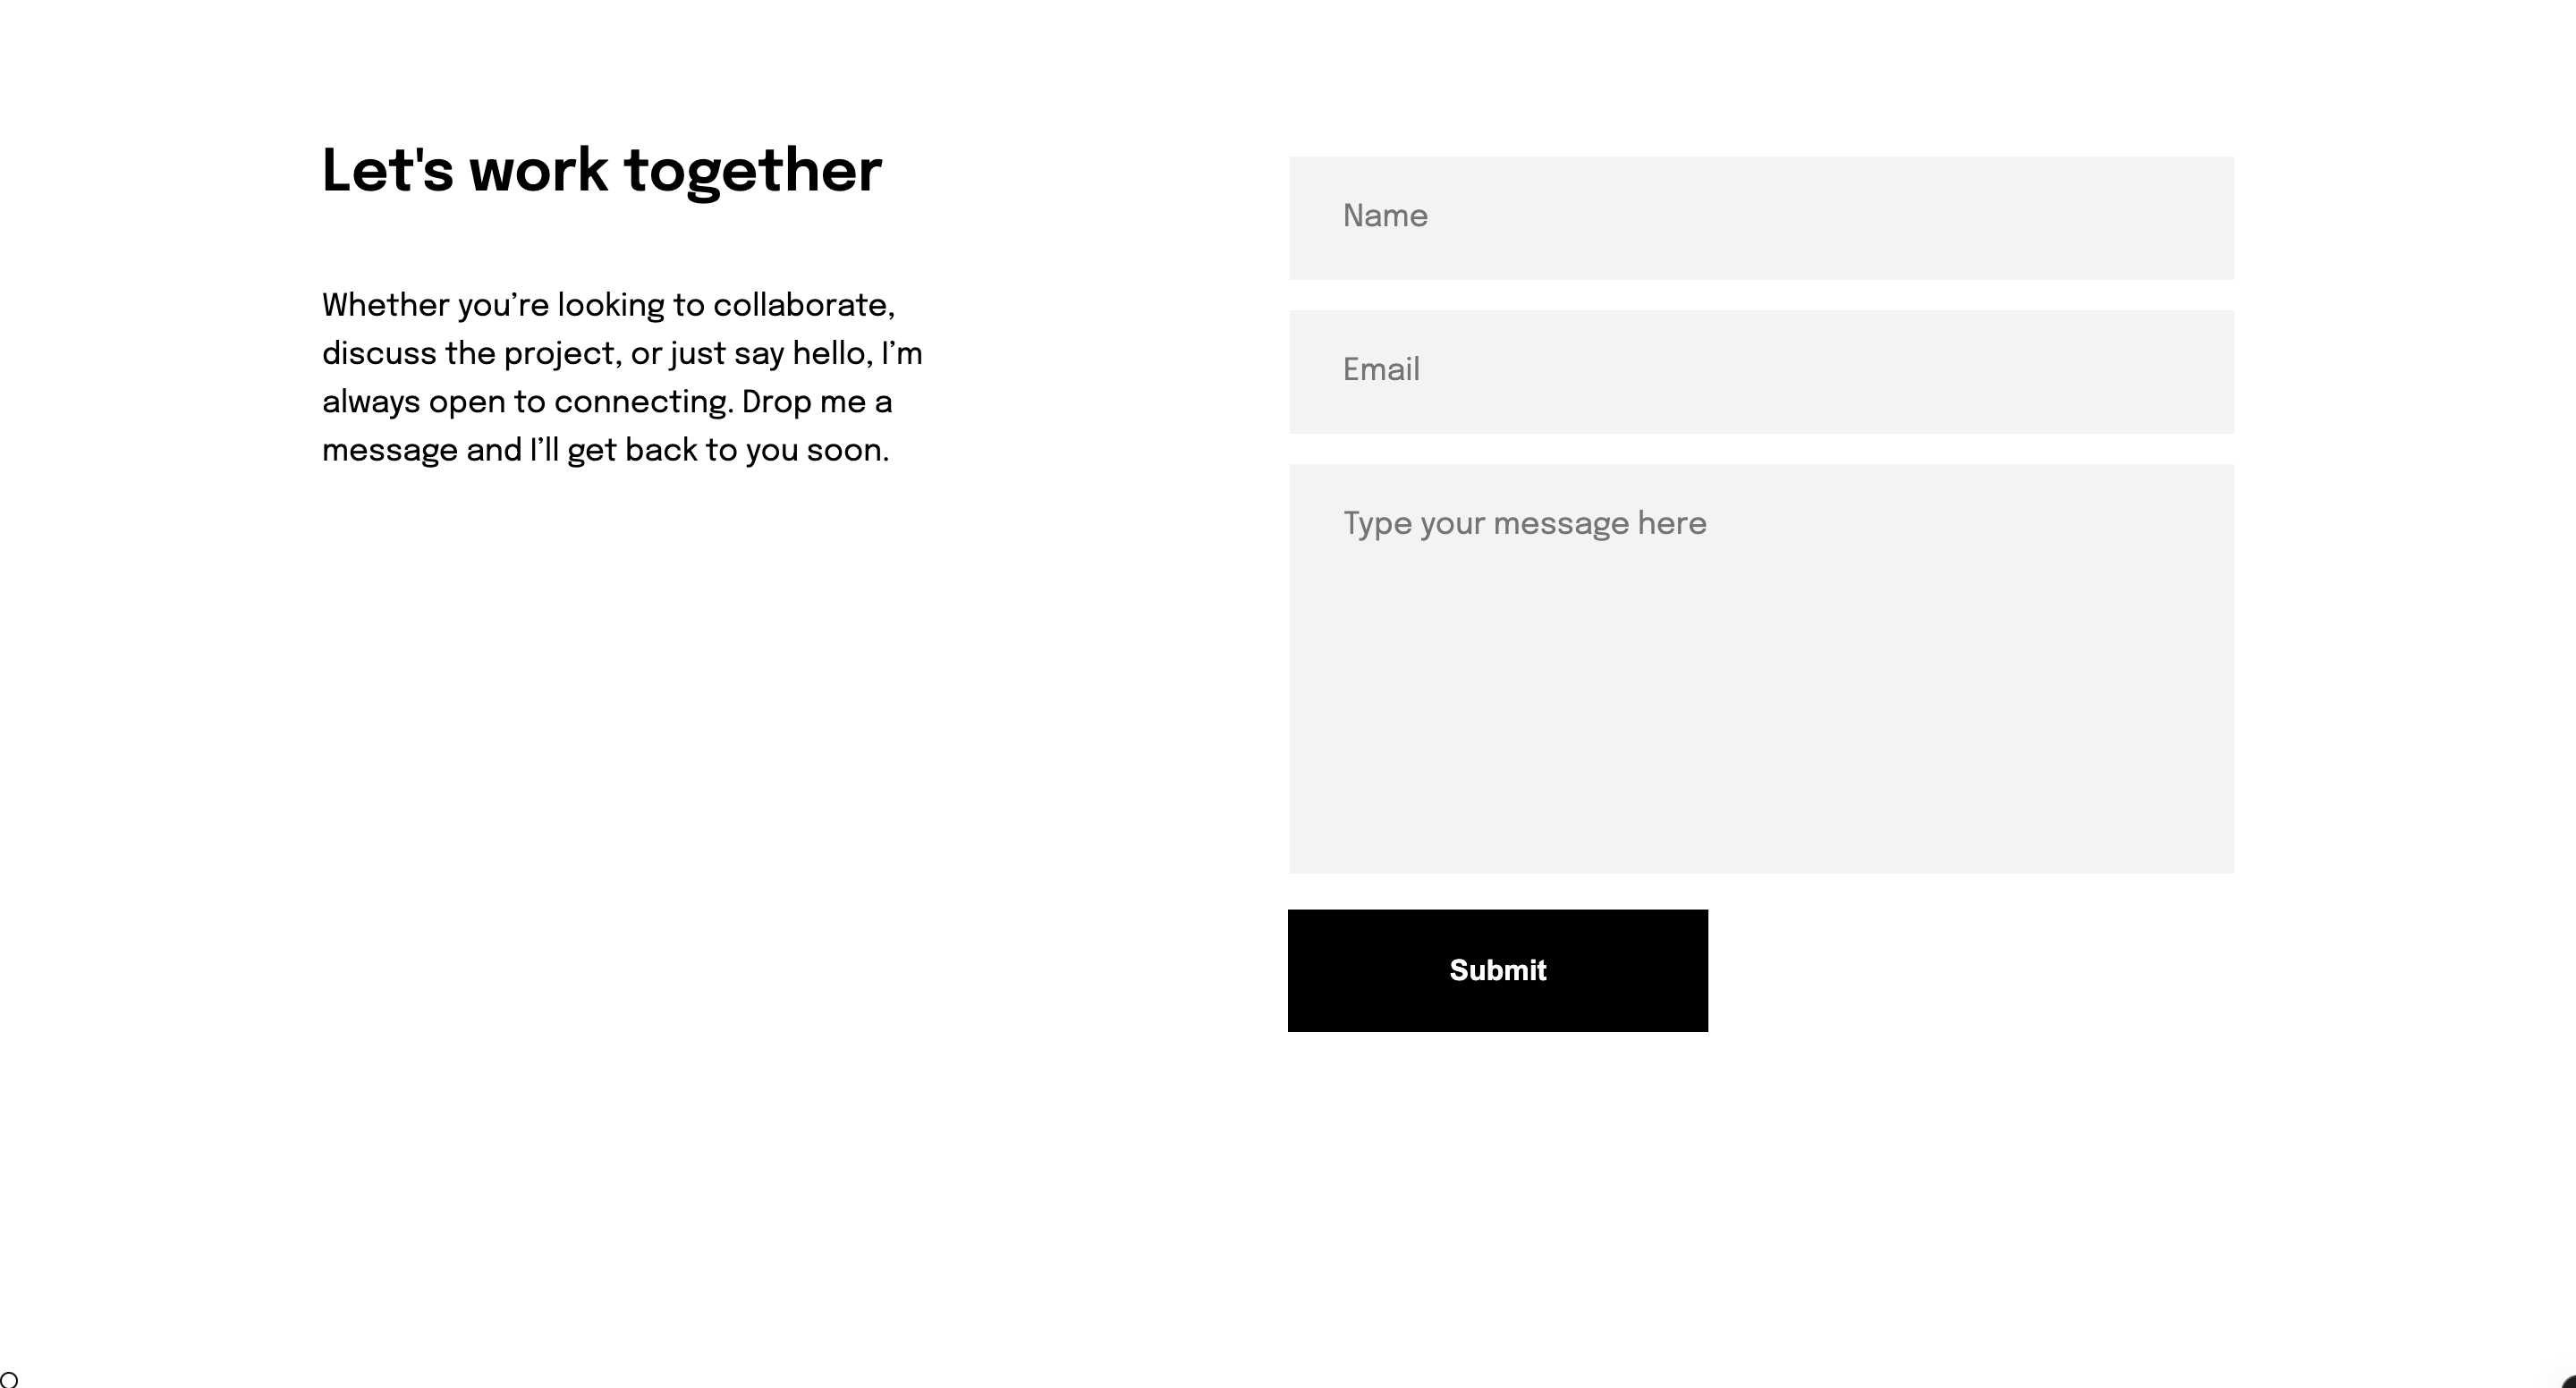 Let's work together
Whether you’re looking to collaborate,
discuss the project, or just say hello, I’m
always open to connecting. Drop me a
message and I’ll get back to you soon.
Name
Email
Type your message here
Submit